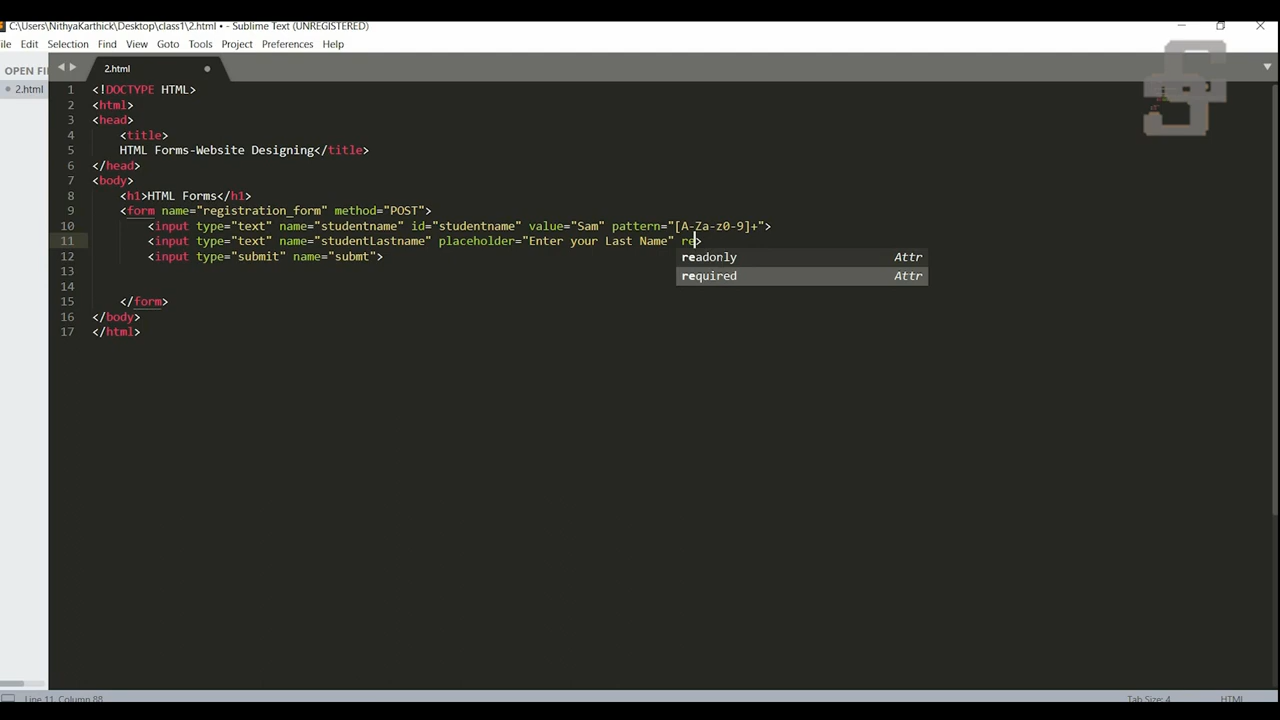 C:\Users\NithyaKarthick\Desktop\class1\2.html • - Sublime Text (UNREGISTERED)
ile Edit Selection Find View Goto Tools Project Preferences Help
OPEN FI
2.html
2.html
1 <!DOCTYPE HTML>
2 <html>
3 <head>
4 <title>
5 HTML Forms-Website Designing</title>
6 </head>
7 <body>
8 <h1>HTML Forms</h1>
9 <form name="registration_form" method="POST">
10 <input type="text" name="studentname" id="studentname" value="Sam" pattern="[A-Za-z0-9]+">
11 <input type="text" name="studentLastname" placeholder="Enter your Last Name" re>
readonly Attr
12 <input type="submit" name="submt">
required Attr
13
14
15 </form>
16 </body>
17 </html>
Line 11, Column 88 Tab Size: 4 HTML